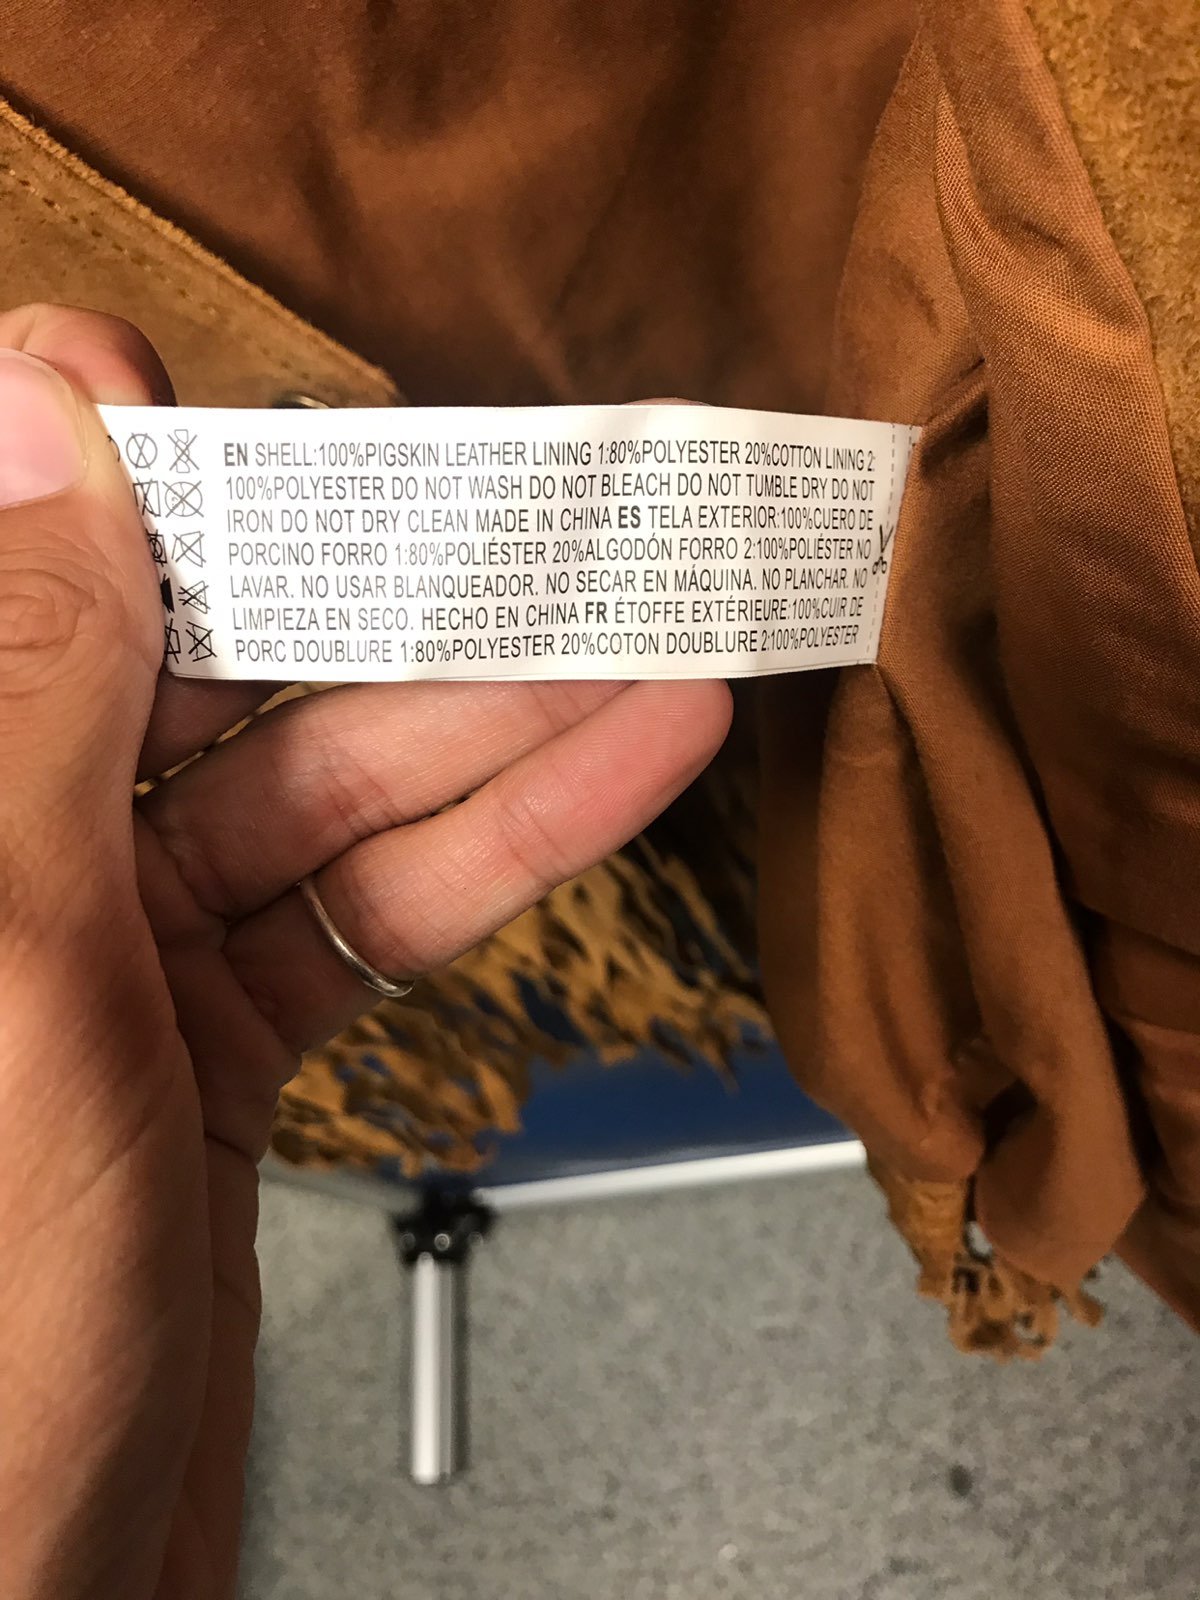 EN SHELL:100%PIGSKIN LEATHER LINING 1:80%POLYESTER 20%COTTON LINING 2:
100%POLYESTER DO NOT WASH DO NOT BLEACH DO NOT TUMBLE DRY DO NOT
IRON DO NOT DRY CLEAN MADE IN CHINA ES TELA EXTERIOR:100%CUERO DE
PORCINO FORRO 1:80%POLIÉSTER 20%ALGODÓN FORRO 2:100%POLIÉSTER NO
LAVAR. NO USAR BLANQUEADOR. NO SECAR EN MÁQUINA. NO PLANCHAR. NO
LIMPIEZA EN SECO. HECHO EN CHINA FR ÉTOFFE EXTÉRIEURE:100%CUIR DE
PORC DOUBLURE 1:80%POLYESTER 20%COTON DOUBLURE 2:100%POLYESTER